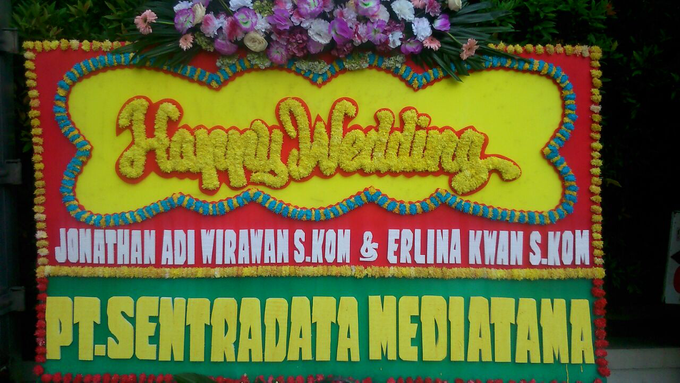 Happy Wedding
JONATHAN ADI WIRAWAN S.KOM & ERLINA KWAN S.KOM
PT.SENTRADATA MEDIATAMA